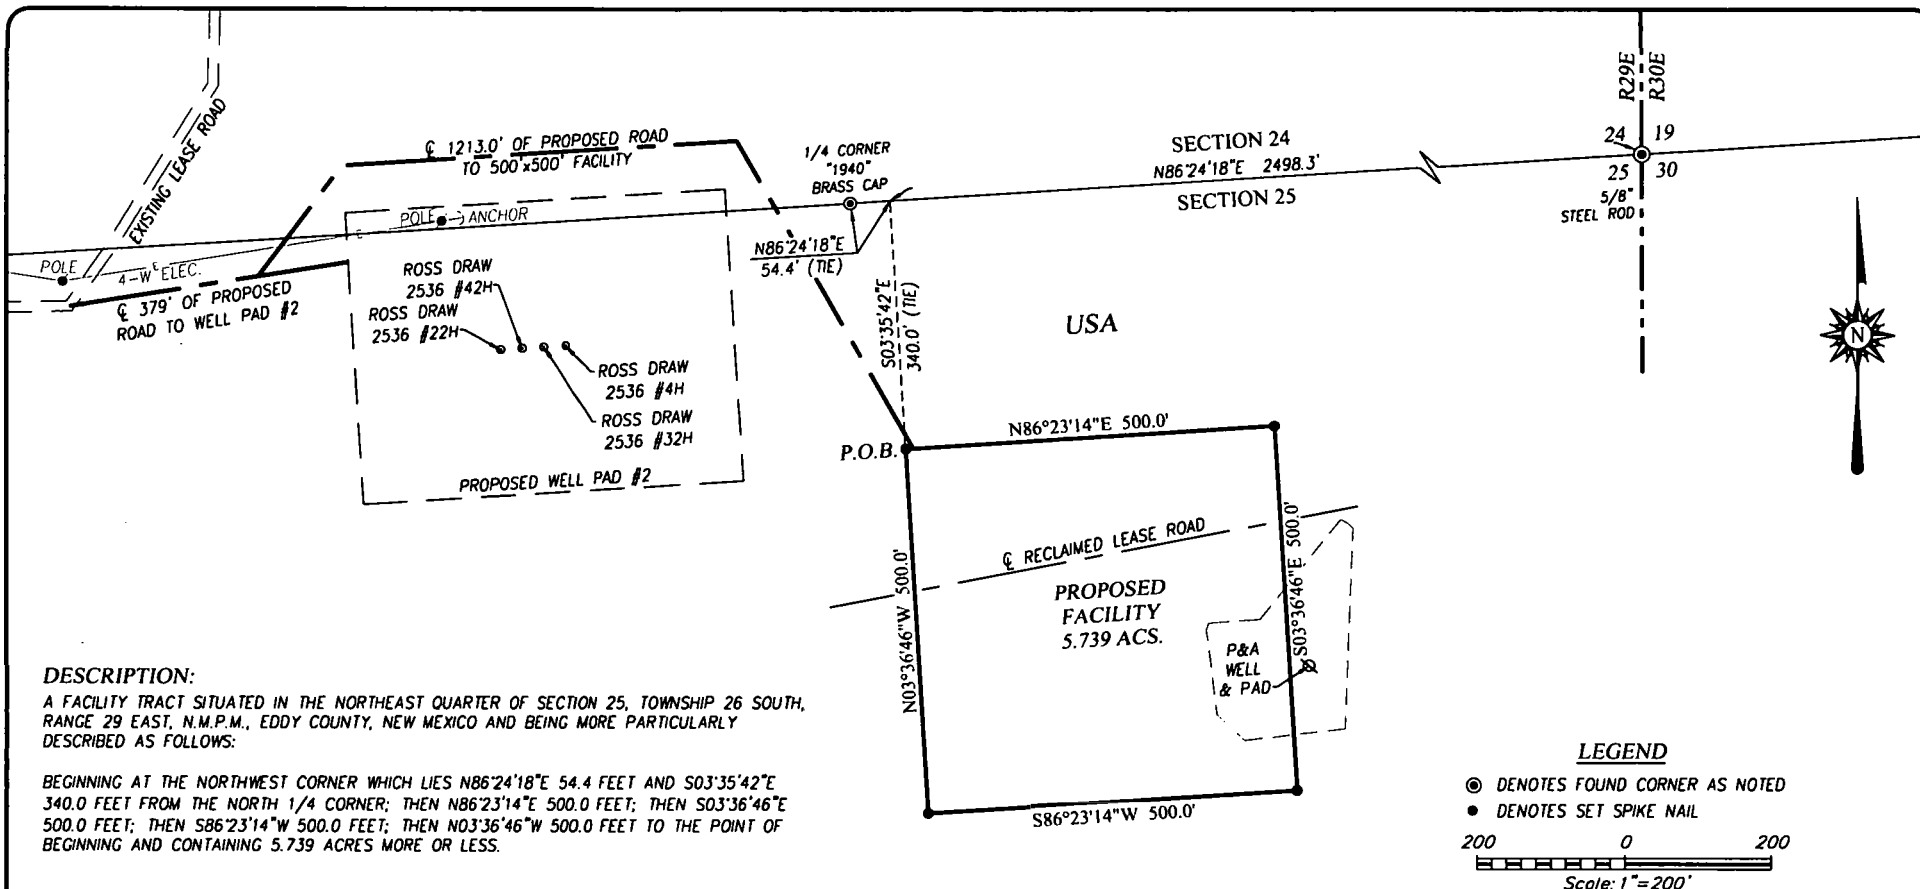 EXISTING LEASE ROAD
℄ 1213.0' OF PROPOSED ROAD
TO 500'x500' FACILITY
1/4 CORNER
"1940"
BRASS CAP
SECTION 24
N86°24'18"E 2498.3'
SECTION 25
R29E
R30E
24
19
25
30
5/8"
STEEL ROD
POLE
ANCHOR
POLE
4-W ELEC.
E
E
℄ 379' OF PROPOSED
ROAD TO WELL PAD #2
ROSS DRAW
2536 #42H
ROSS DRAW
2536 #22H
ROSS DRAW
2536 #4H
ROSS DRAW
2536 #32H
PROPOSED WELL PAD #2
N86°24'18"E
54.4' (TIE)
S03°35'42"E
340.0' (TIE)
USA
N
P.O.B.
N86°23'14"E 500.0'
N03°36'46"W 500.0'
S03°36'46"E 500.0'
S86°23'14"W 500.0'
℄ RECLAIMED LEASE ROAD
PROPOSED
FACILITY
5.739 ACS.
P&A
WELL
& PAD
DESCRIPTION:
A FACILITY TRACT SITUATED IN THE NORTHEAST QUARTER OF SECTION 25, TOWNSHIP 26 SOUTH,
RANGE 29 EAST, N.M.P.M., EDDY COUNTY, NEW MEXICO AND BEING MORE PARTICULARLY
DESCRIBED AS FOLLOWS:
BEGINNING AT THE NORTHWEST CORNER WHICH LIES N86°24'18"E 54.4 FEET AND S03°35'42"E
340.0 FEET FROM THE NORTH 1/4 CORNER; THEN N86°23'14"E 500.0 FEET; THEN S03°36'46"E
500.0 FEET; THEN S86°23'14"W 500.0 FEET; THEN N03°36'46"W 500.0 FEET TO THE POINT OF
BEGINNING AND CONTAINING 5.739 ACRES MORE OR LESS.
LEGEND
DENOTES FOUND CORNER AS NOTED
DENOTES SET SPIKE NAIL
200 0 200
Scale: 1"=200'